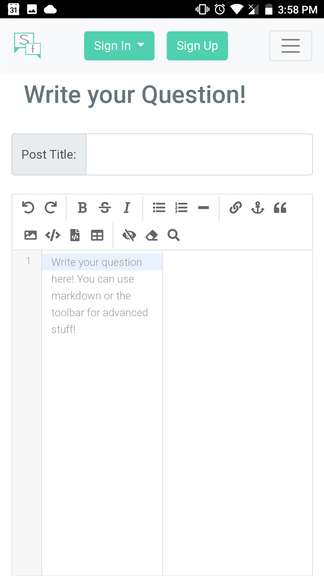 31
3:58 PM
S f
Sign In
Sign Up
Write your Question!
Post Title:
B S I
1
Write your question
here! You can use
markdown or the
toolbar for advanced
stuff!